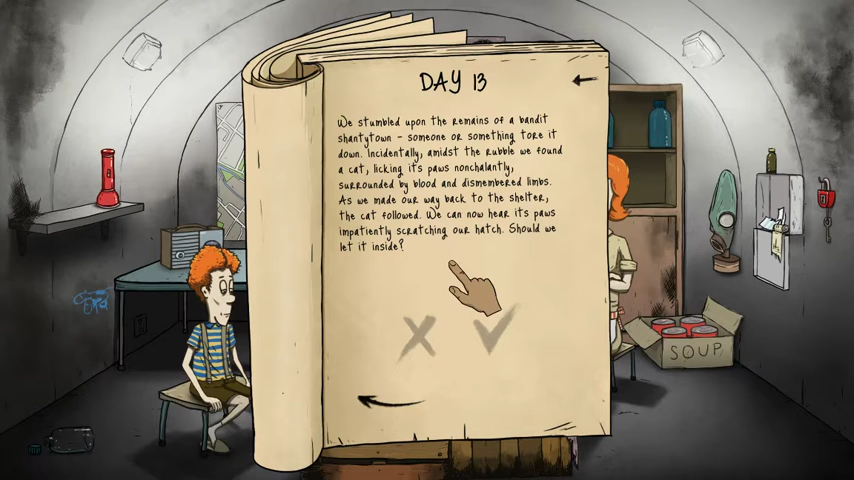 DAY 13
We stumbled upon the remains of a bandit
shantytown - someone or something tore it
down. Incidentally, amidst the rubble we found
a cat, licking its paws nonchalantly,
surrounded by blood and dismembered limbs.
As we made our way back to the shelter,
the cat followed. We can now hear its paws
impatiently scratching our hatch. Should we
let it inside?
SOUP